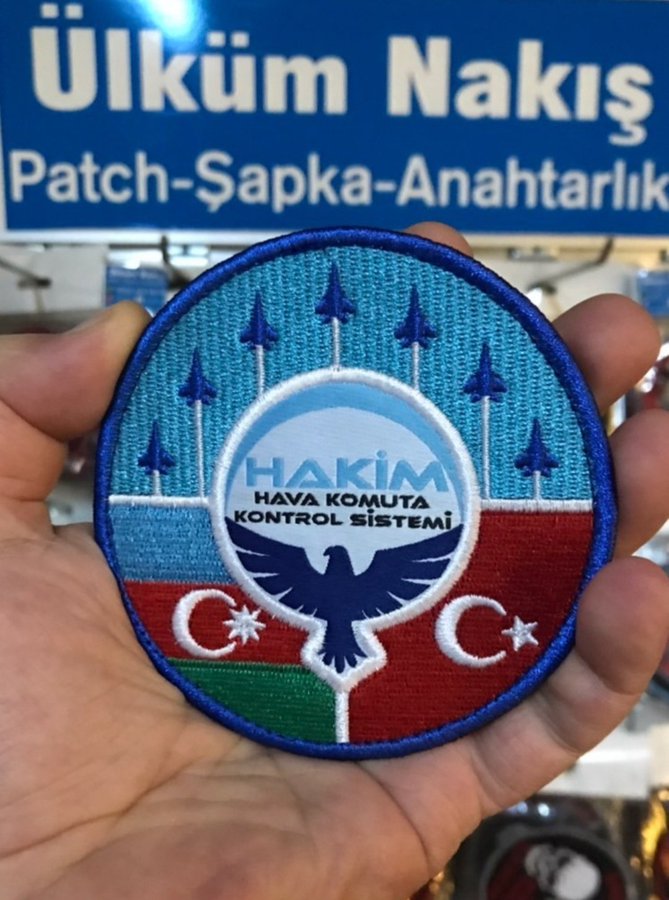 Ülküm Nakış
Patch-Şapka-Anahtarlık
HAKİM
HAVA KOMUTA
KONTROL SİSTEMİ